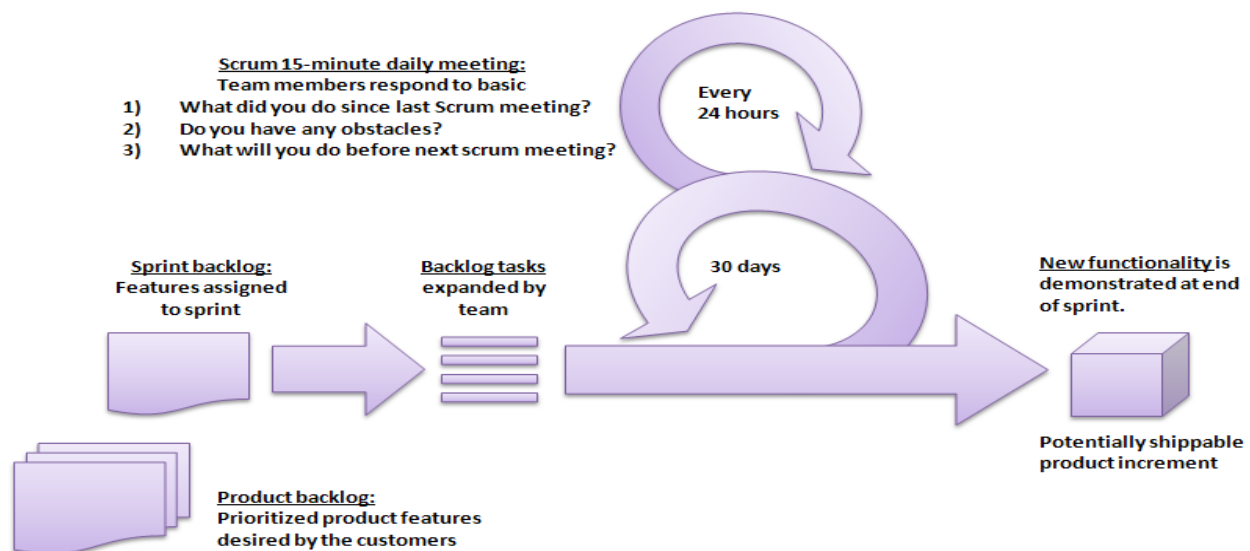 Scrum 15-minute daily meeting:
Team members respond to basic
1) What did you do since last Scrum meeting?
2) Do you have any obstacles?
3) What will you do before next scrum meeting?
Every
24 hours
30 days
Sprint backlog:
Features assigned
to sprint
Backlog tasks
expanded by
team
New functionality is
demonstrated at end
of sprint.
Potentially shippable
product increment
Product backlog:
Prioritized product features
desired by the customers